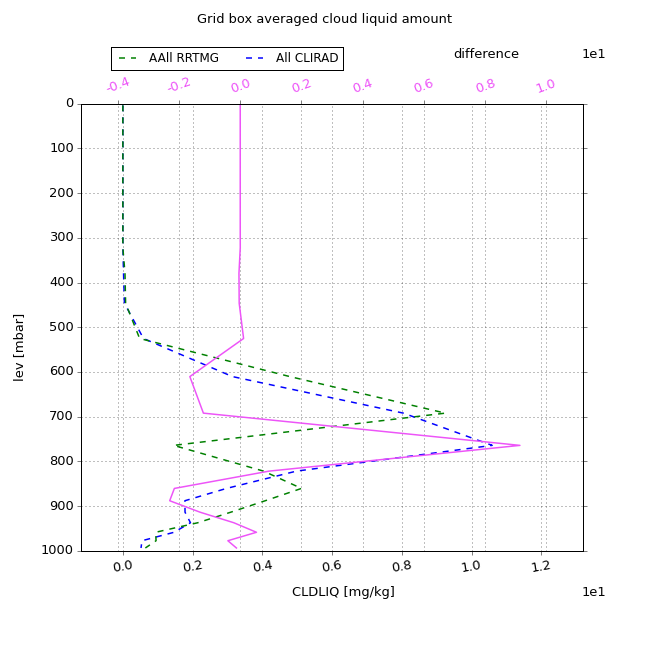 Grid box averaged cloud liquid amount
AAll RRTMG All CLIRAD difference 1e1
-0.4 -0.2 0.0 0.2 0.4 0.6 0.8 1.0
0
100
200
300
400
500
600
700
800
900
1000
lev [mbar]
0.0 0.2 0.4 0.6 0.8 1.0 1.2
CLDLIQ [mg/kg] 1e1